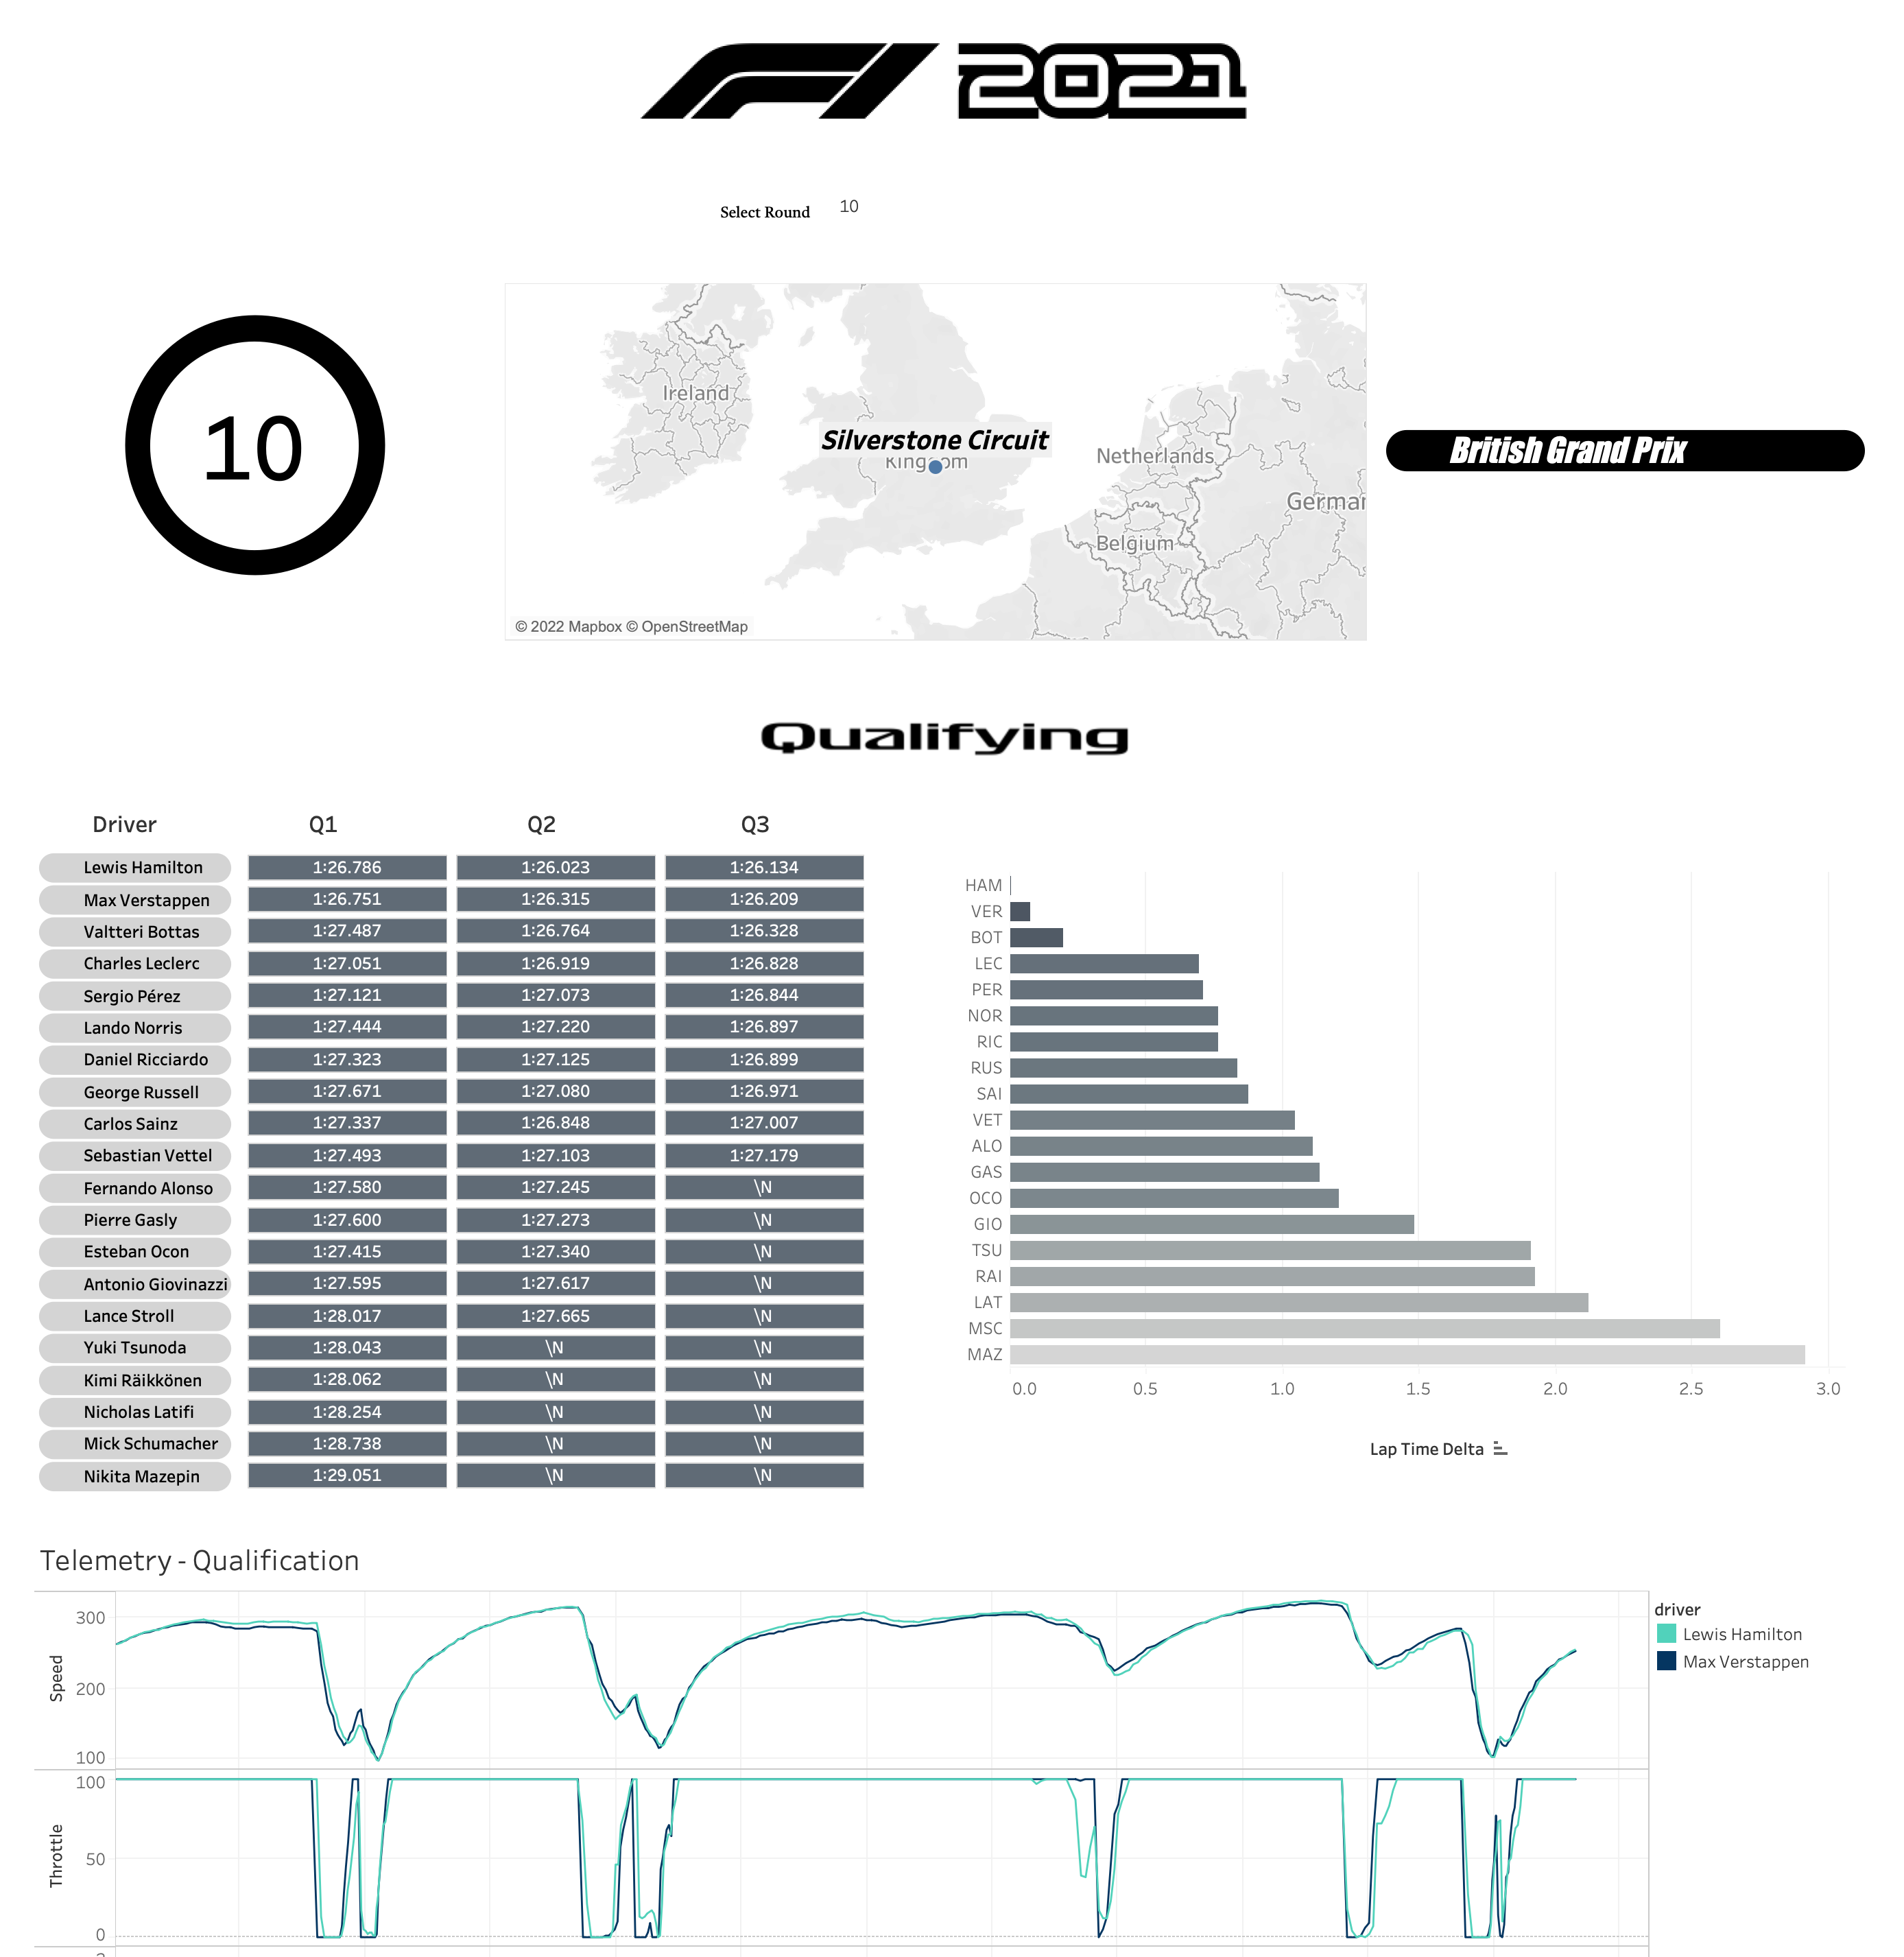 F1 2021
Select Round 10
10
Ireland
Silverstone Circuit
Netherlands
Belgium
© 2022 Mapbox © OpenStreetMap
British Grand Prix
Qualifying
Driver Q1 Q2 Q3
Lewis Hamilton 1:26.786 1:26.023 1:26.134
Max Verstappen 1:26.751 1:26.315 1:26.209
Valtteri Bottas 1:27.487 1:26.764 1:26.328
Charles Leclerc 1:27.051 1:26.919 1:26.828
Sergio Pérez 1:27.121 1:27.073 1:26.844
Lando Norris 1:27.444 1:27.220 1:26.897
Daniel Ricciardo 1:27.323 1:27.125 1:26.899
George Russell 1:27.671 1:27.080 1:26.971
Carlos Sainz 1:27.337 1:26.848 1:27.007
Sebastian Vettel 1:27.493 1:27.103 1:27.179
Fernando Alonso 1:27.580 1:27.245 \N
Pierre Gasly 1:27.600 1:27.273 \N
Esteban Ocon 1:27.415 1:27.340 \N
Antonio Giovinazzi 1:27.595 1:27.617 \N
Lance Stroll 1:28.017 1:27.665 \N
Yuki Tsunoda 1:28.043 \N \N
Kimi Räikkönen 1:28.062 \N \N
Nicholas Latifi 1:28.254 \N \N
Mick Schumacher 1:28.738 \N \N
Nikita Mazepin 1:29.051 \N \N
HAM
VER
BOT
LEC
PER
NOR
RIC
RUS
SAI
VET
ALO
GAS
OCO
GIO
TSU
RAI
LAT
MSC
MAZ
0.0 0.5 1.0 1.5 2.0 2.5 3.0
Lap Time Delta
Telemetry - Qualification
Speed
300
200
100
Throttle
100
50
0
driver
Lewis Hamilton
Max Verstappen